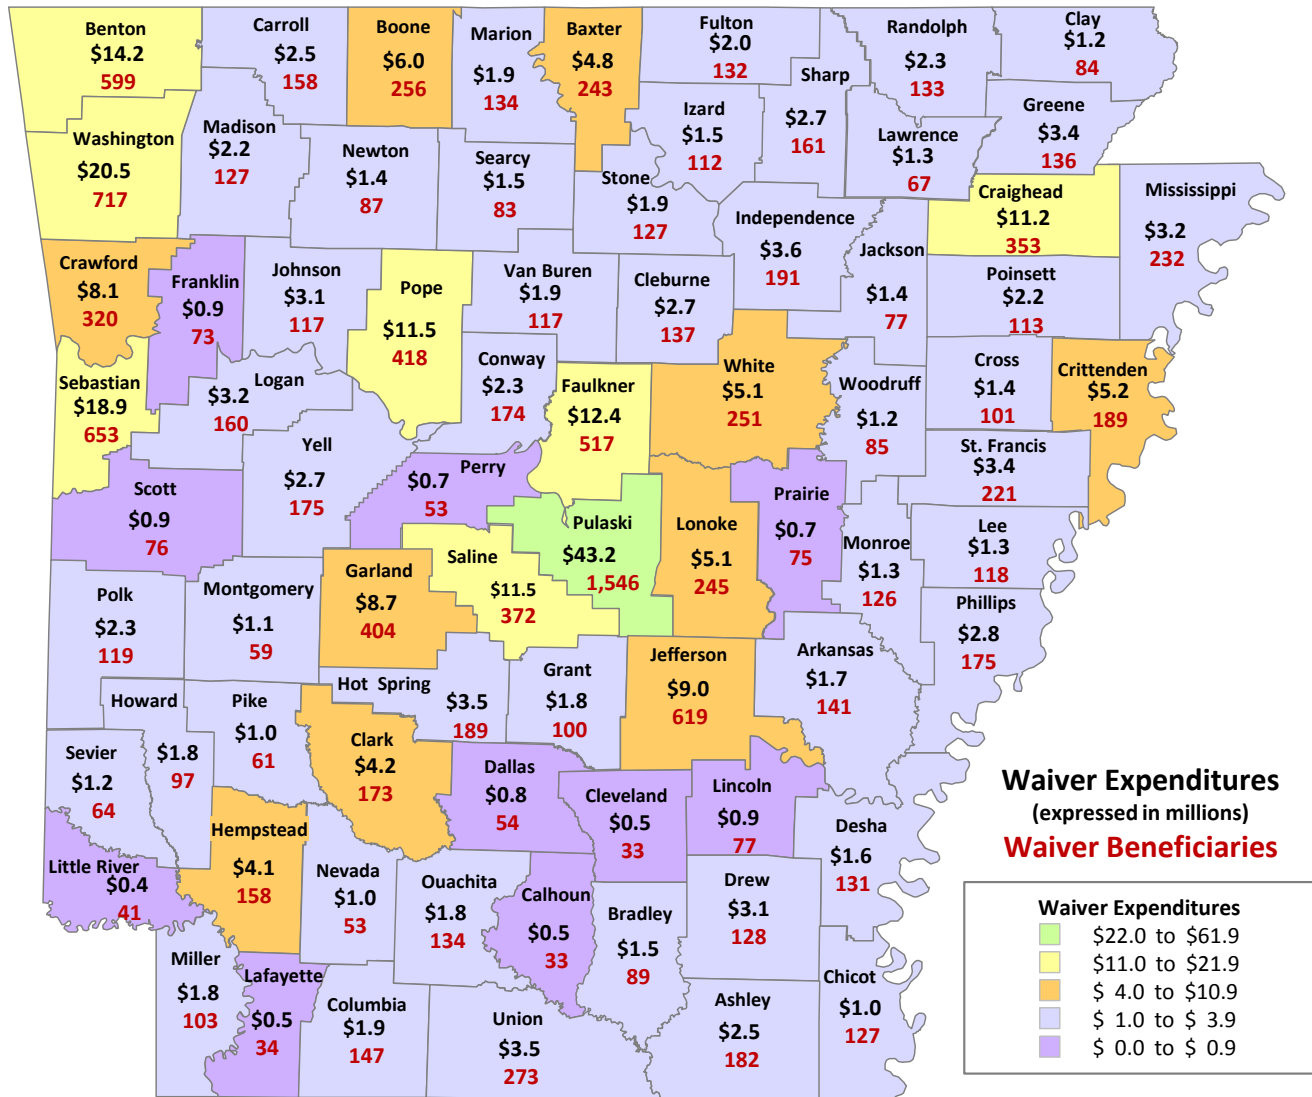 Benton
$14.2
599
Carroll
$2.5
158
Boone
$6.0
256
Marion
$1.9
134
Baxter
$4.8
243
Fulton
$2.0
132
Sharp
$2.7
161
Randolph
$2.3
133
Clay
$1.2
84
Washington
$20.5
717
Madison
$2.2
127
Newton
$1.4
87
Searcy
$1.5
83
Stone
$1.9
127
Izard
$1.5
112
Lawrence
$1.3
67
Greene
$3.4
136
Craighead
$11.2
353
Mississippi
$3.2
232
Independence
$3.6
191
Jackson
$1.4
77
Poinsett
$2.2
113
Crawford
$8.1
320
Franklin
$0.9
73
Johnson
$3.1
117
Pope
$11.5
418
Van Buren
$1.9
117
Cleburne
$2.7
137
Sebastian
$18.9
653
Logan
$3.2
160
Conway
$2.3
174
Faulkner
$12.4
517
White
$5.1
251
Woodruff
$1.2
85
Cross
$1.4
101
Crittenden
$5.2
189
Yell
$2.7
175
Perry
$0.7
53
St. Francis
$3.4
221
Scott
$0.9
76
Pulaski
$43.2
1,546
Lonoke
$5.1
245
Prairie
$0.7
75
Monroe
$1.3
126
Lee
$1.3
118
Saline
$11.5
372
Garland
$8.7
404
Montgomery
$1.1
59
Polk
$2.3
119
Phillips
$2.8
175
Hot Spring
$3.5
189
Grant
$1.8
100
Jefferson
$9.0
619
Arkansas
$1.7
141
Howard
$1.8
97
Pike
$1.0
61
Clark
$4.2
173
Sevier
$1.2
64
Dallas
$0.8
54
Cleveland
$0.5
33
Lincoln
$0.9
77
Desha
$1.6
131
Little River
$0.4
41
Hempstead
$4.1
158
Nevada
$1.0
53
Ouachita
$1.8
134
Calhoun
$0.5
33
Bradley
$1.5
89
Drew
$3.1
128
Miller
$1.8
103
Lafayette
$0.5
34
Columbia
$1.9
147
Union
$3.5
273
Ashley
$2.5
182
Chicot
$1.0
127
Waiver Expenditures
(expressed in millions)
Waiver Beneficiaries
Waiver Expenditures
$22.0 to $61.9
$11.0 to $21.9
$ 4.0 to $10.9
$ 1.0 to $ 3.9
$ 0.0 to $ 0.9